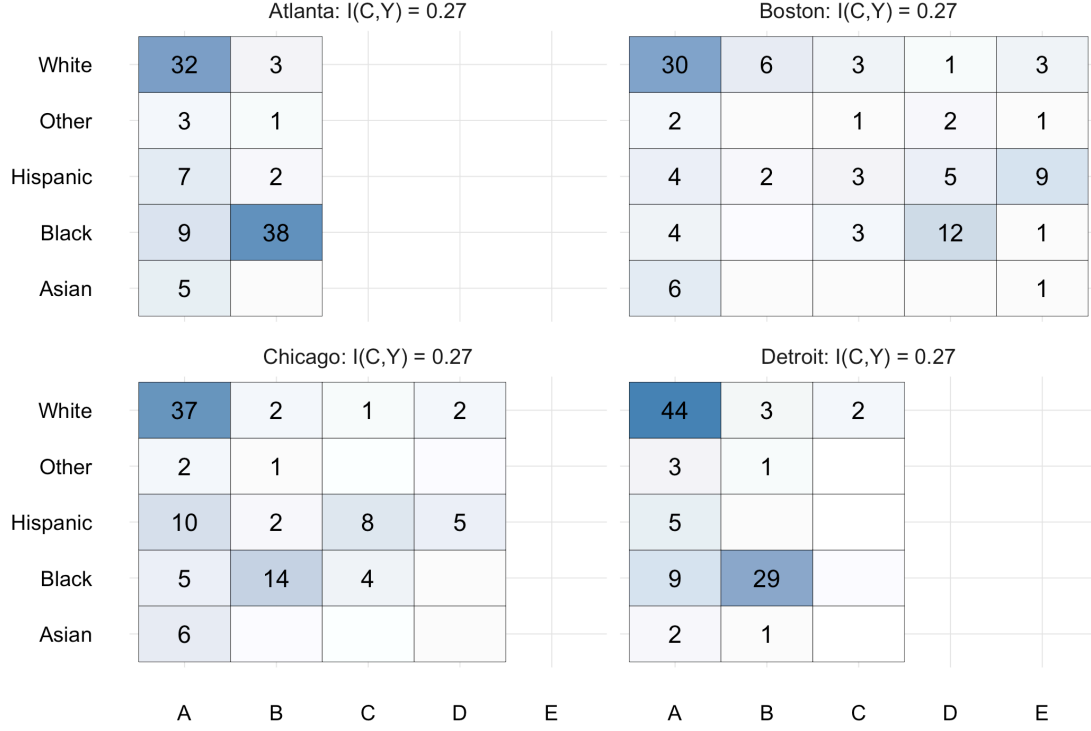 Atlanta: I(C,Y) = 0.27
Boston: I(C,Y) = 0.27
White 32 3 30 6 3 1 3
Other 3 1 2 1 2 1
Hispanic 7 2 4 2 3 5 9
Black 9 38 4 3 12 1
Asian 5 6 1
Chicago: I(C,Y) = 0.27
Detroit: I(C,Y) = 0.27
White 37 2 1 2 44 3 2
Other 2 1 3 1
Hispanic 10 2 8 5 5
Black 5 14 4 9 29
Asian 6 2 1
A B C D E A B C D E